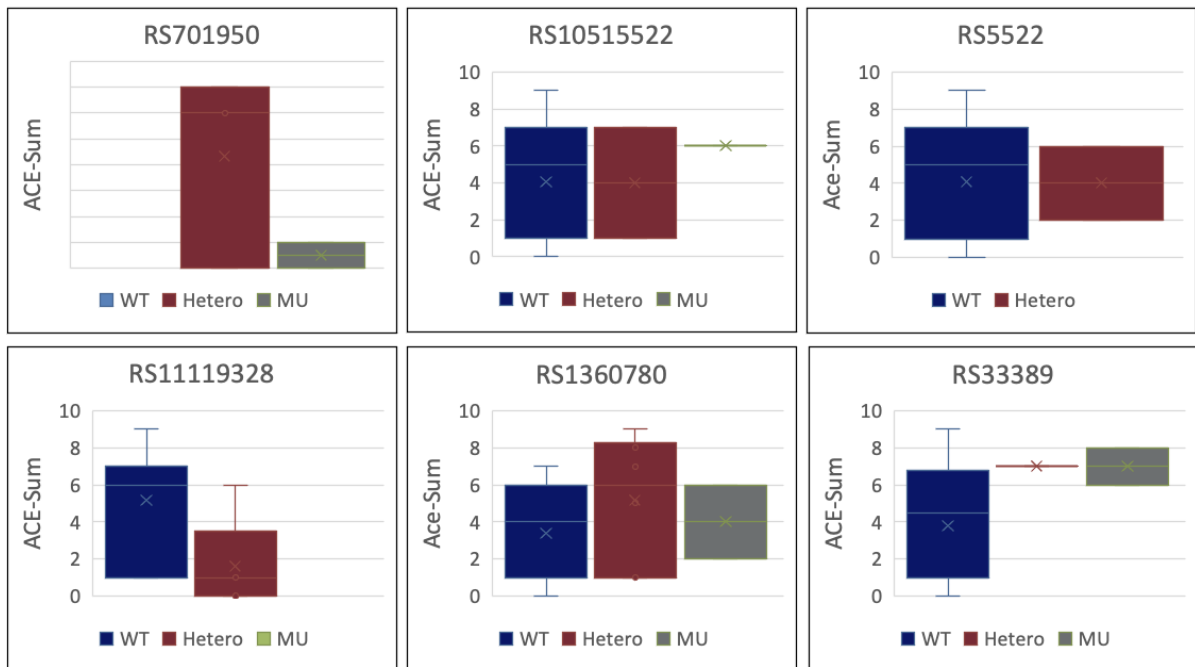 RS701950
ACE-Sum
WT Hetero MU
RS10515522
ACE-Sum
10
8
6
4
2
0
WT Hetero MU
RS5522
Ace-Sum
10
8
6
4
2
0
WT Hetero
RS11119328
ACE-Sum
10
8
6
4
2
0
WT Hetero MU
RS1360780
Ace-Sum
10
8
6
4
2
0
WT Hetero MU
RS33389
ACE-Sum
10
8
6
4
2
0
WT Hetero MU